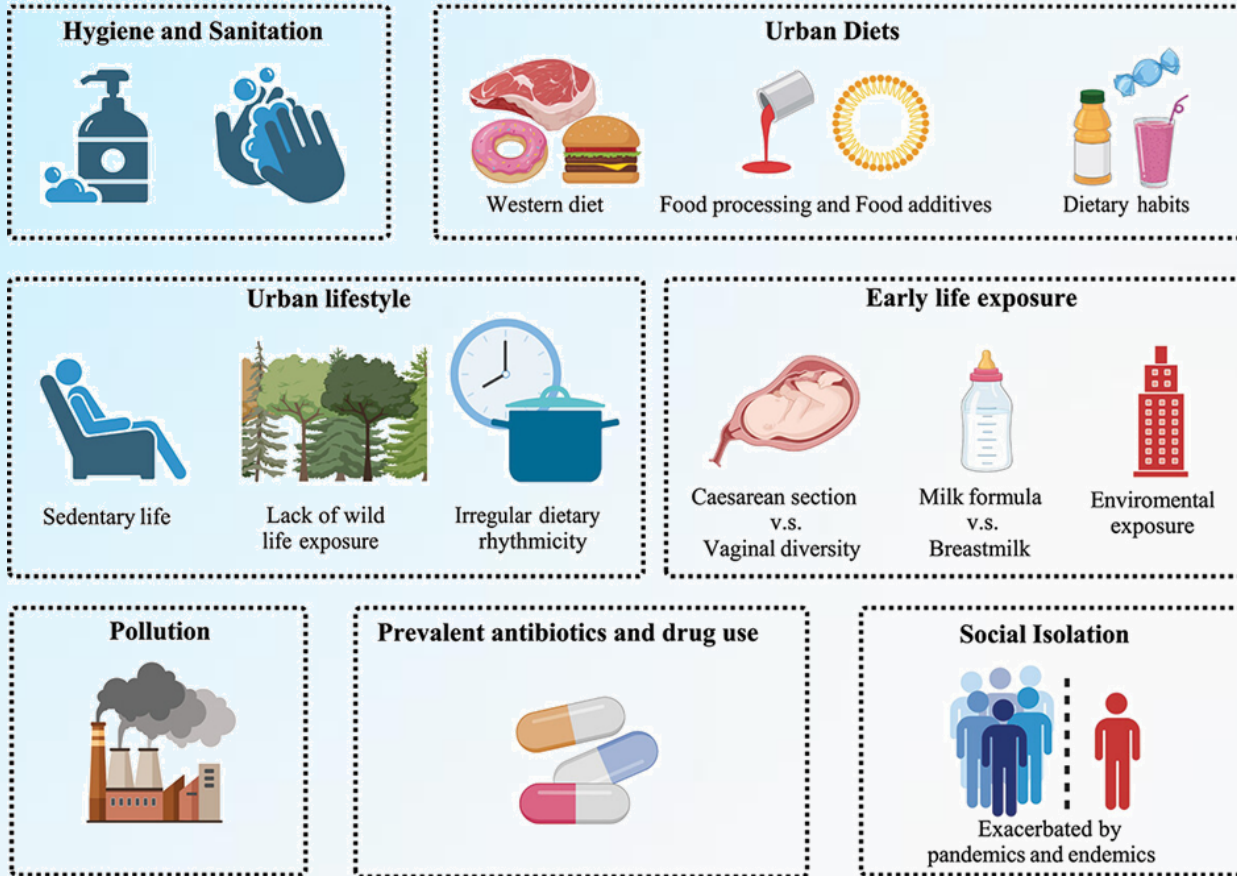 Hygiene and Sanitation
Urban Diets
Western diet
Food processing and Food additives
Dietary habits
Urban lifestyle
Sedentary life
Lack of wild
life exposure
Irregular dietary
rhythmicity
Early life exposure
Caesarean section
v.s.
Vaginal diversity
Milk formula
v.s.
Breastmilk
Enviromental
exposure
Pollution
Prevalent antibiotics and drug use
Social Isolation
Exacerbated by
pandemics and endemics